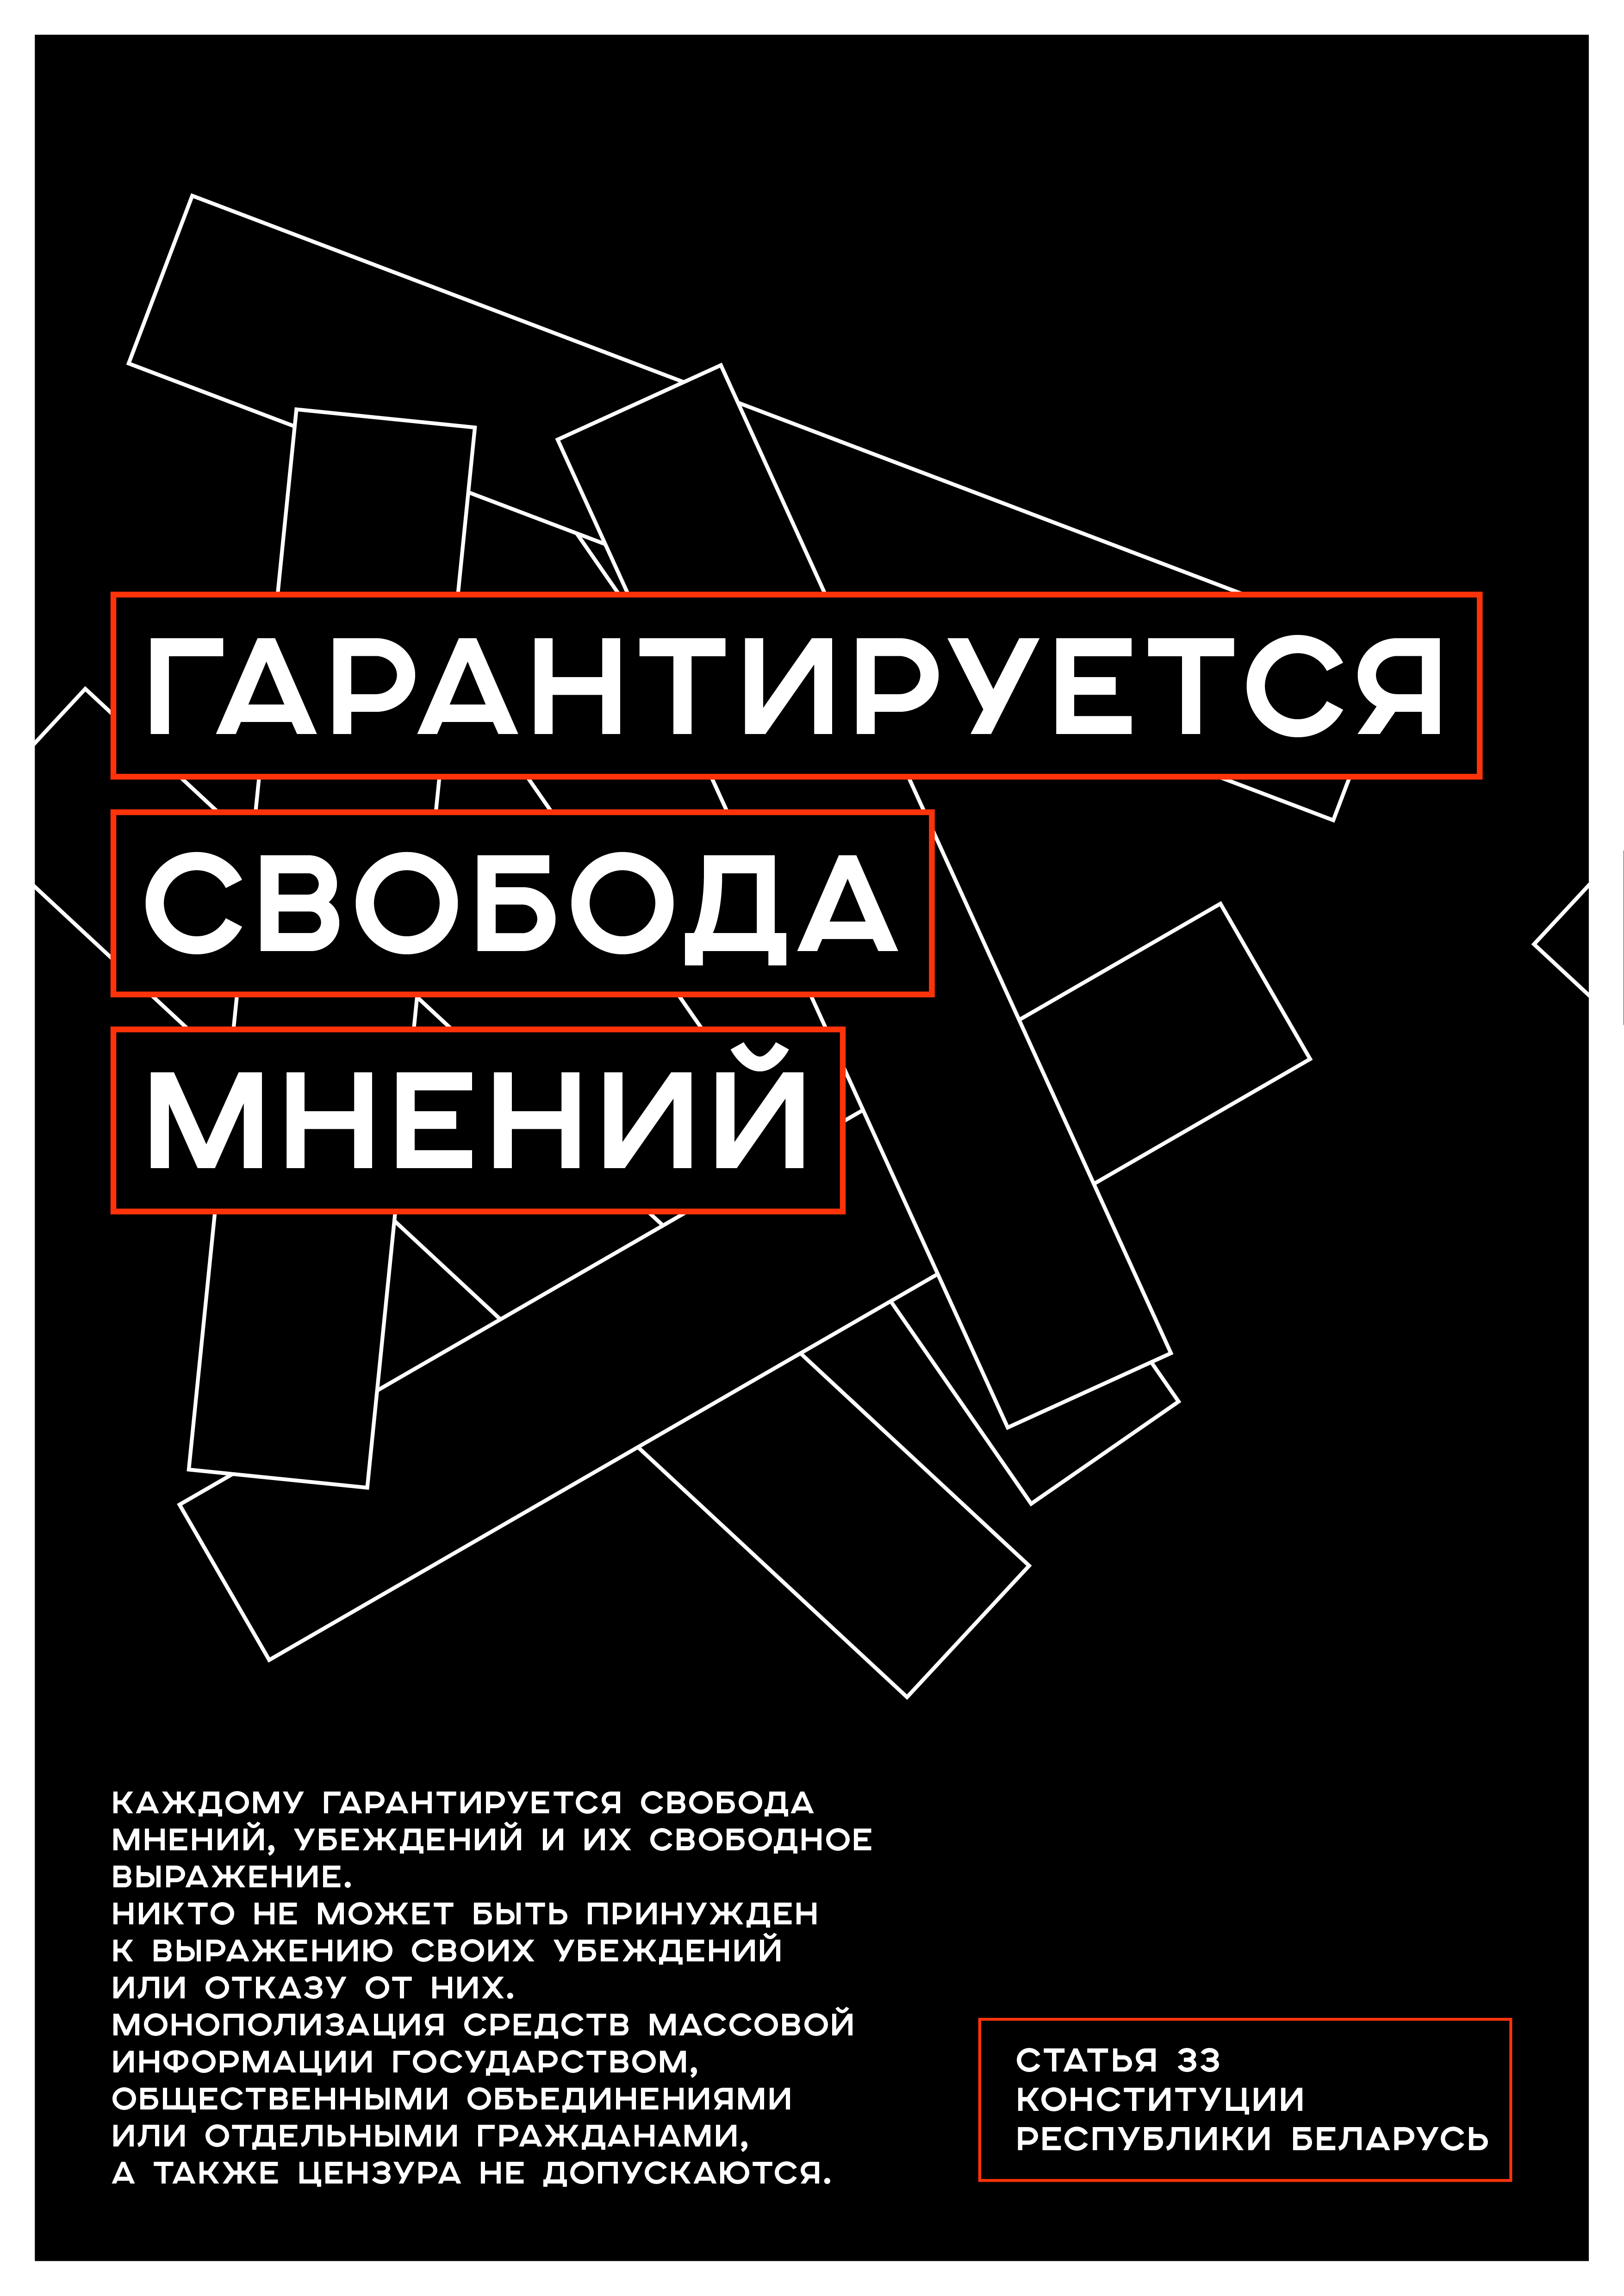 ГАРАНТИРУЕТСЯ
СВОБОДА
МНЕНИЙ
КАЖДОМУ ГАРАНТИРУЕТСЯ СВОБОДА
МНЕНИЙ, УБЕЖДЕНИЙ И ИХ СВОБОДНОЕ
ВЫРАЖЕНИЕ.
НИКТО НЕ МОЖЕТ БЫТЬ ПРИНУЖДЕН
К ВЫРАЖЕНИЮ СВОИХ УБЕЖДЕНИЙ
ИЛИ ОТКАЗУ ОТ НИХ.
МОНОПОЛИЗАЦИЯ СРЕДСТВ МАССОВОЙ
ИНФОРМАЦИИ ГОСУДАРСТВОМ,
ОБЩЕСТВЕННЫМИ ОБЪЕДИНЕНИЯМИ
ИЛИ ОТДЕЛЬНЫМИ ГРАЖДАНАМИ,
А ТАКЖЕ ЦЕНЗУРА НЕ ДОПУСКАЮТСЯ.
СТАТЬЯ 33
КОНСТИТУЦИИ
РЕСПУБЛИКИ БЕЛАРУСЬ